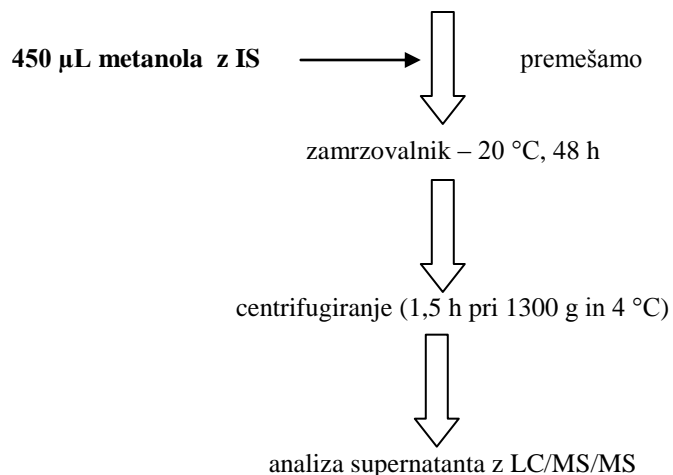 450 µL metanola z IS premešamo
zamrzovalnik – 20 °C, 48 h
centrifugiranje (1,5 h pri 1300 g in 4 °C)
analiza supernatanta z LC/MS/MS